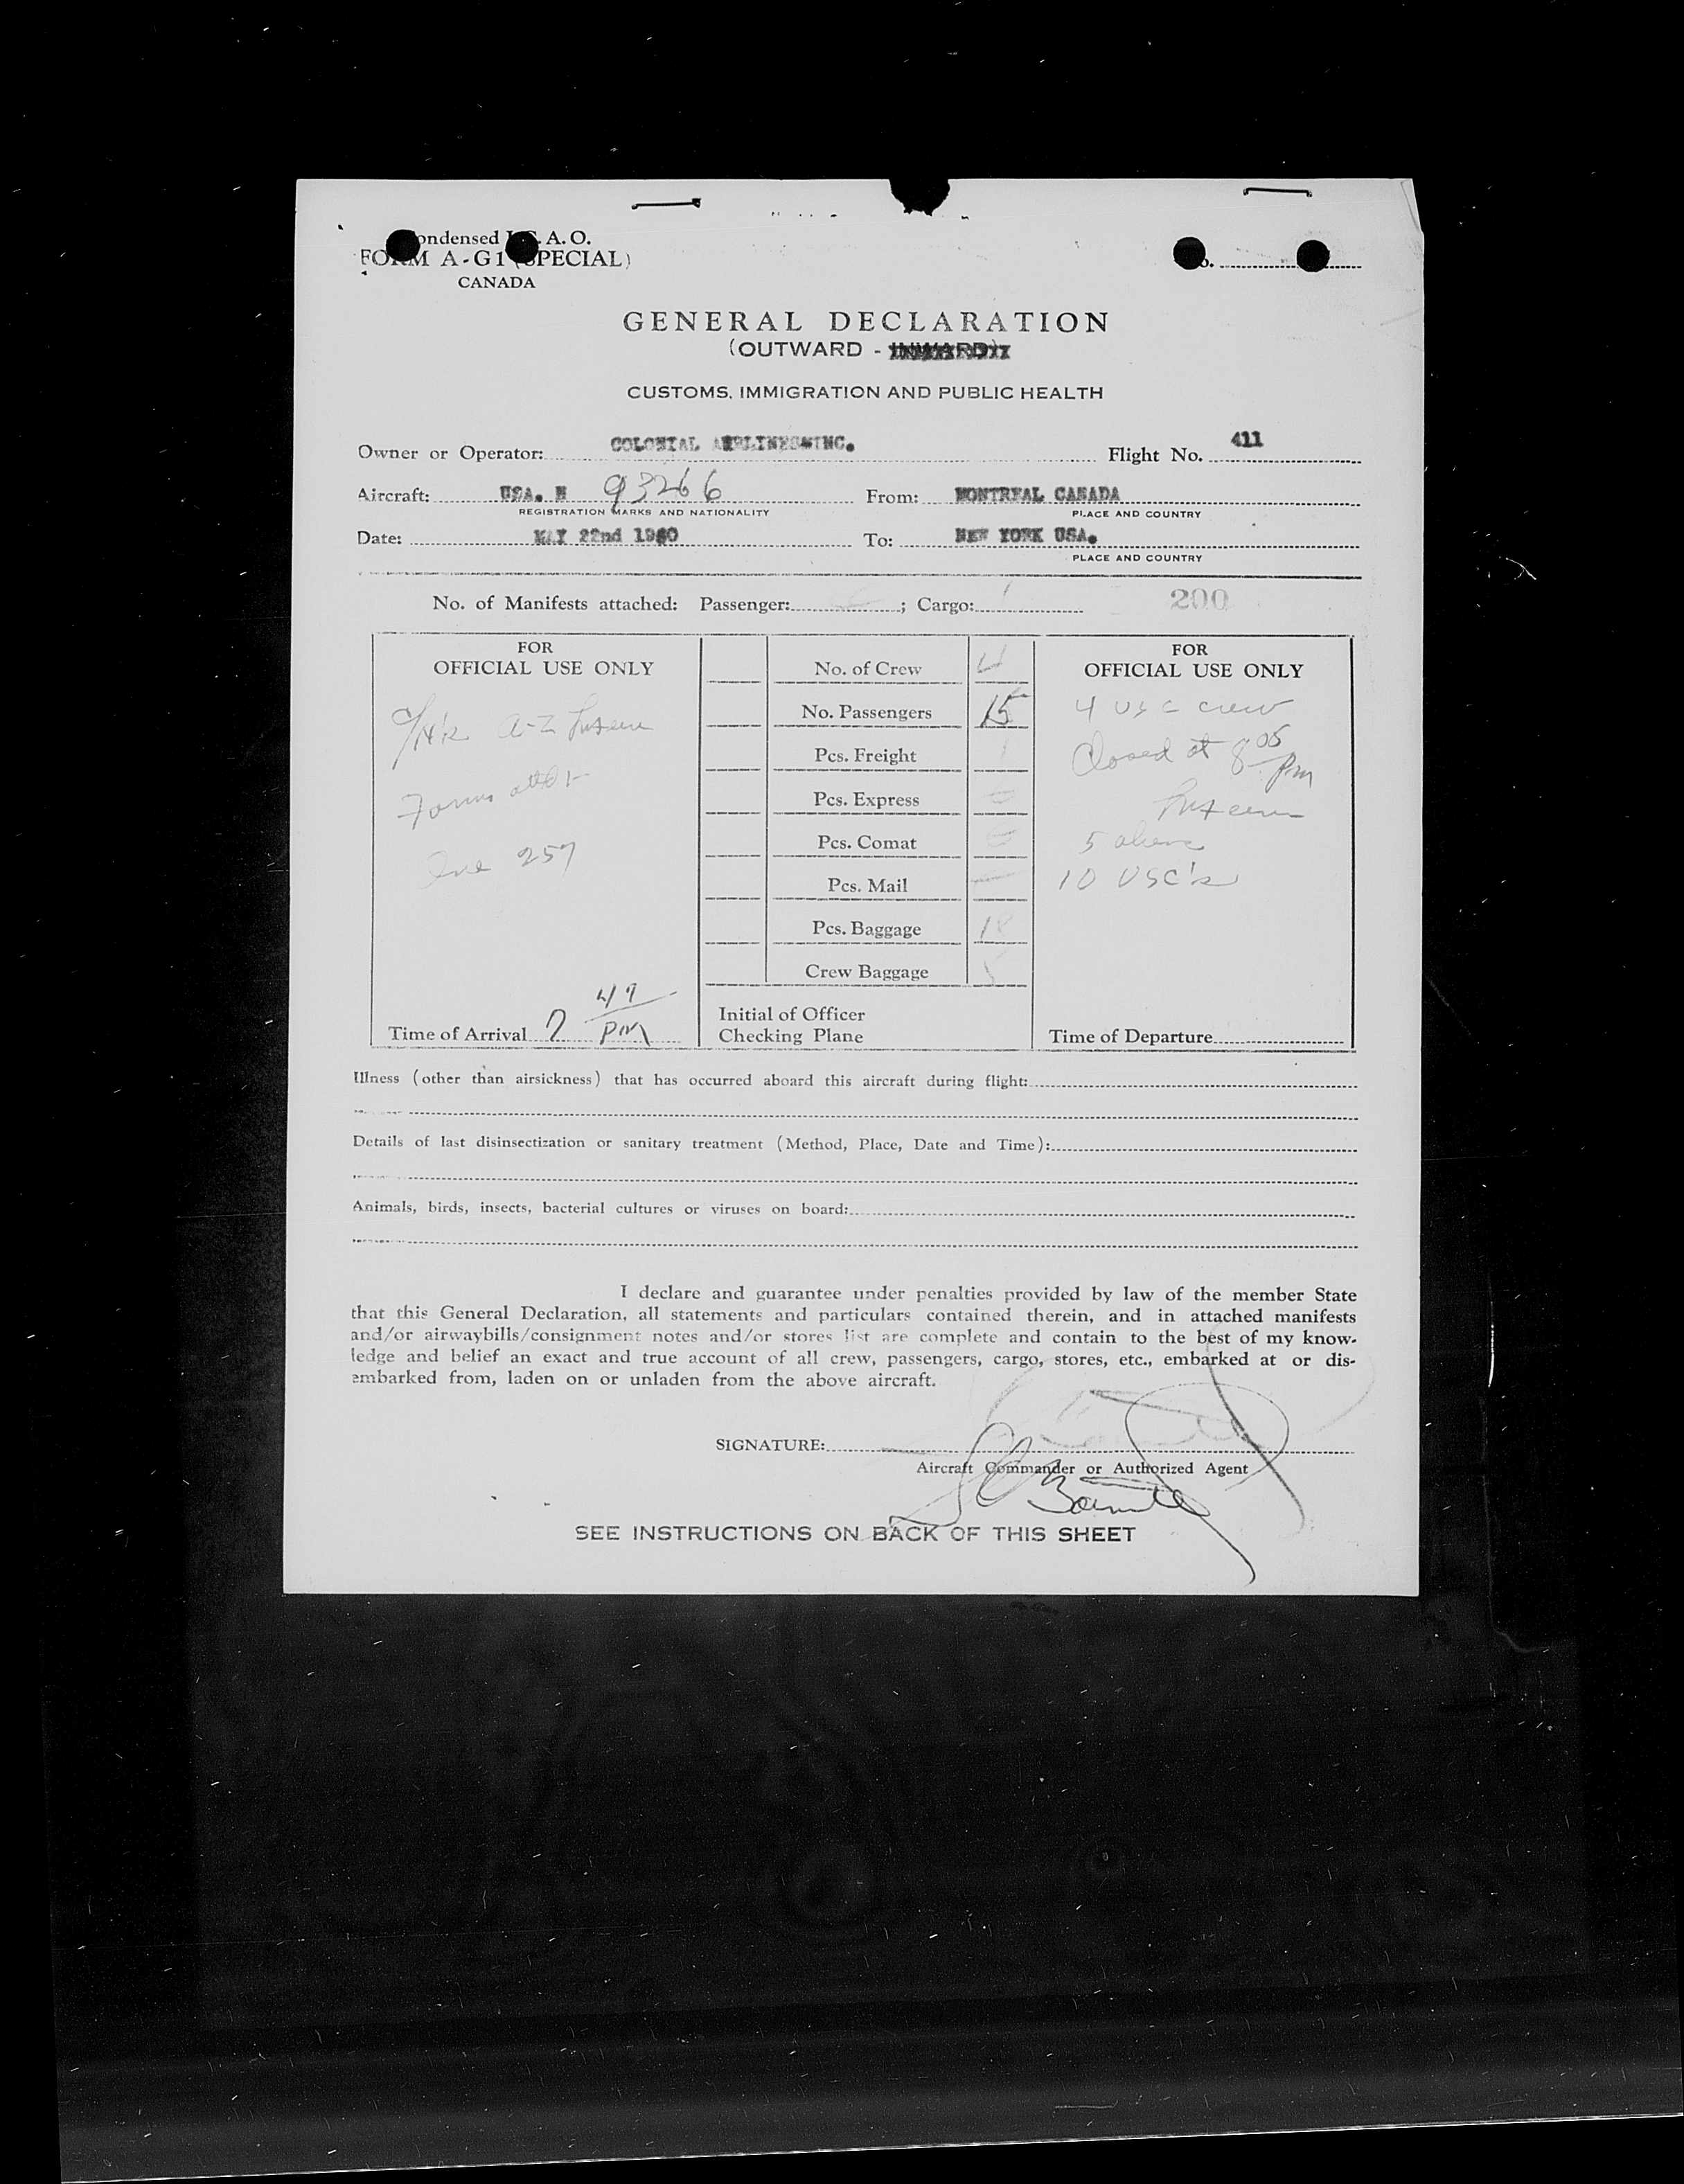 Condensed I.C.A.O.
FORM A-G1 (SPECIAL)
CANADA
No.
GENERAL DECLARATION
(OUTWARD - INWARD)
CUSTOMS, IMMIGRATION AND PUBLIC HEALTH
Owner or Operator: COLONIAL AIRLINES INC. Flight No. 411
Aircraft: USA. N 93266 From: MONTREAL CANADA
REGISTRATION MARKS AND NATIONALITY PLACE AND COUNTRY
Date: MAY 22nd To: NEW YORK USA.
PLACE AND COUNTRY
No. of Manifests attached: Passenger: ; Cargo: 1 200
FOR
OFFICIAL USE ONLY
Forms
257
Time of Arrival 7 47 PM
No. of Crew 4
No. Passengers 15
Pcs. Freight
Pcs. Express
Pcs. Comat
Pcs. Mail
Pcs. Baggage 18
Crew Baggage
Initial of Officer
Checking Plane
FOR
OFFICIAL USE ONLY
4 USC crew
Closed at 8 05 Pm
5 aliens
10 USC's
Time of Departure
Illness (other than airsickness) that has occurred aboard this aircraft during flight:
Details of last disinsectization or sanitary treatment (Method, Place, Date and Time):
Animals, birds, insects, bacterial cultures or viruses on board:
I declare and guarantee under penalties provided by law of the member State
that this General Declaration, all statements and particulars contained therein, and in attached manifests
and/or airwaybills/consignment notes and/or stores list are complete and contain to the best of my know-
ledge and belief an exact and true account of all crew, passengers, cargo, stores, etc., embarked at or dis-
embarked from, laden on or unladen from the above aircraft.
SIGNATURE:
Aircraft Commander or Authorized Agent
SEE INSTRUCTIONS ON BACK OF THIS SHEET